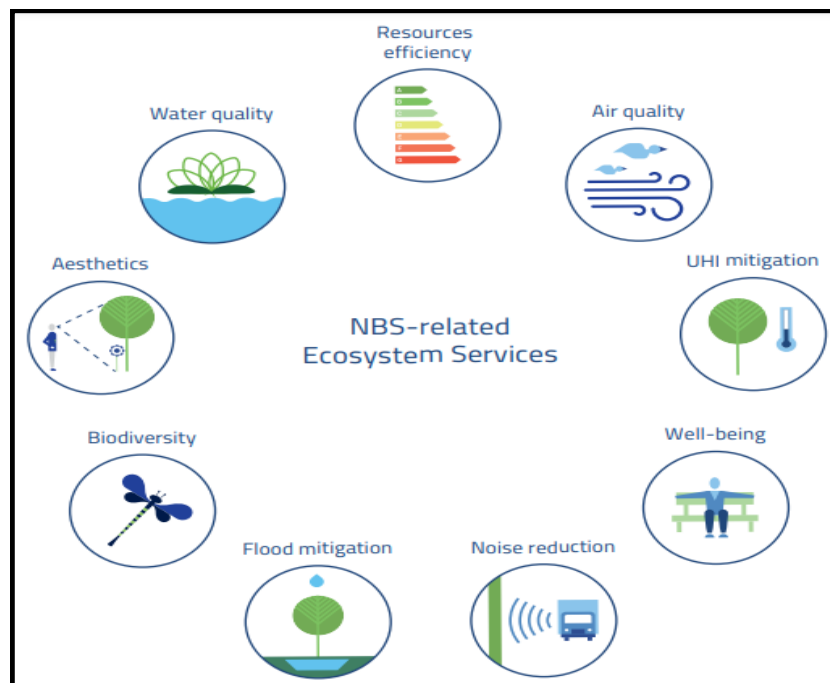 Resources
efficiency
Water quality
Air quality
Aesthetics
UHI mitigation
NBS-related
Ecosystem Services
Biodiversity
Well-being
Flood mitigation
Noise reduction
A
G